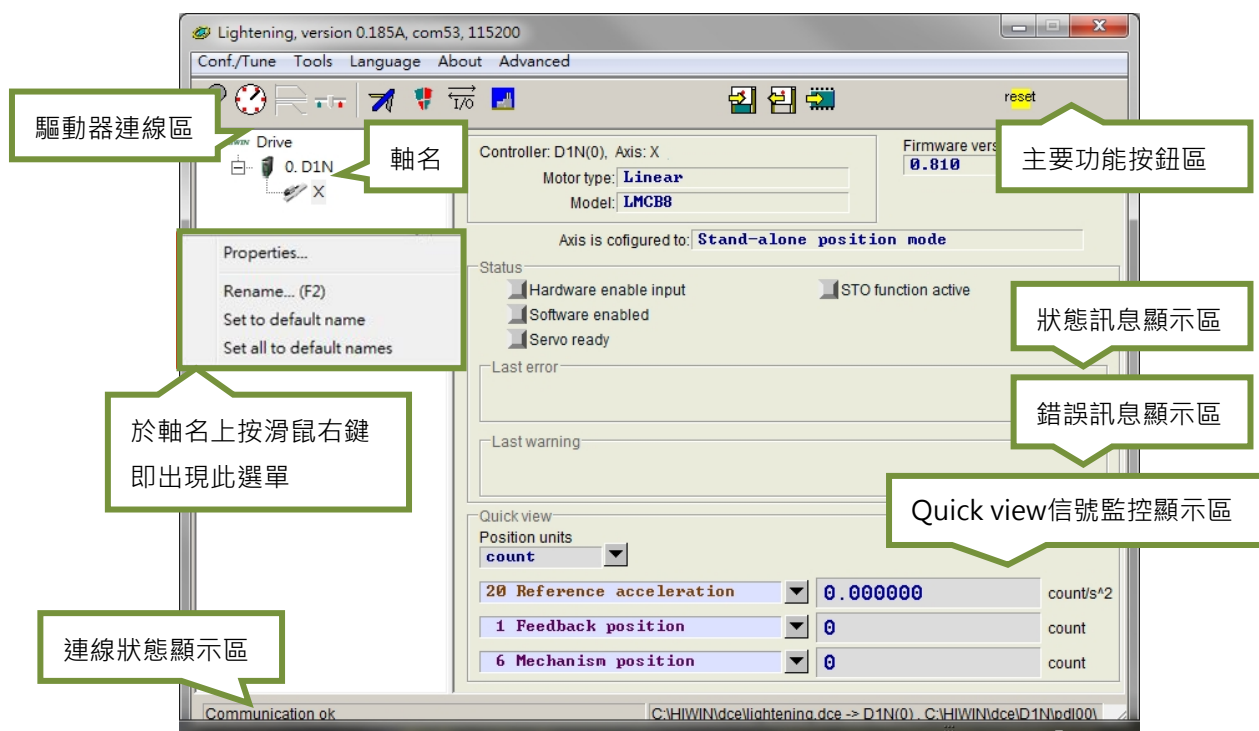 Lightening, version 0.185A, com53, 115200
Conf./Tune Tools Language About Advanced
I/O
reset
驅動器連線區
Drive
0. D1N
X
軸名
Controller: D1N(0), Axis: X
Motor type: Linear
Model: LMCB8
Firmware vers
0.810
主要功能按鈕區
Axis is cofigured to: Stand-alone position mode
Properties...
Rename... (F2)
Set to default name
Set all to default names
於軸名上按滑鼠右鍵
即出現此選單
Status
Hardware enable input
STO function active
Software enabled
Servo ready
狀態訊息顯示區
Last error
錯誤訊息顯示區
Last warning
Quick view信號監控顯示區
Quick view
Position units
count
20 Reference acceleration 0.000000 count/s^2
1 Feedback position 0 count
6 Mechanism position 0 count
連線狀態顯示區
Communication ok
C:\HIWIN\dce\lightening.dce -> D1N(0) , C:\HIWIN\dce\D1N\pdl00\